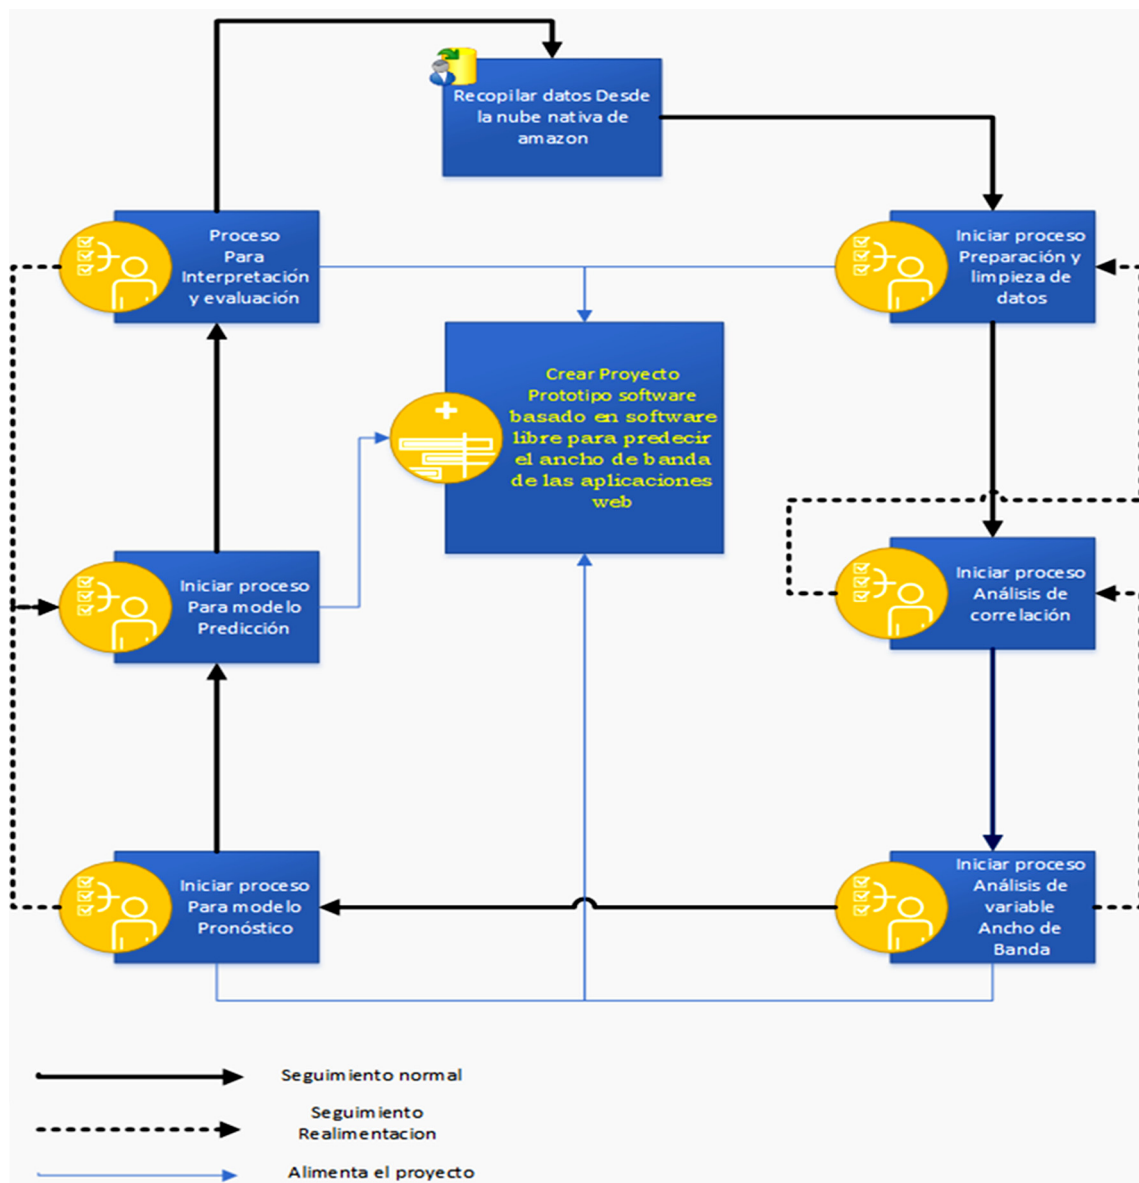 Recopilar datos Desde
la nube nativa de
amazon
Proceso
Para
Interpretación
y evaluación
Iniciar proceso
Preparación y
limpieza de
datos
Crear Proyecto
Prototipo software
basado en software
libre para predecir
el ancho de banda
de las aplicaciones
web
Iniciar proceso
Para modelo
Predicción
Iniciar proceso
Análisis de
correlación
Iniciar proceso
Para modelo
Pronóstico
Iniciar proceso
Análisis de
variable
Ancho de
Banda
Seguimiento normal
Seguimiento
Realimentacion
Alimenta el proyecto